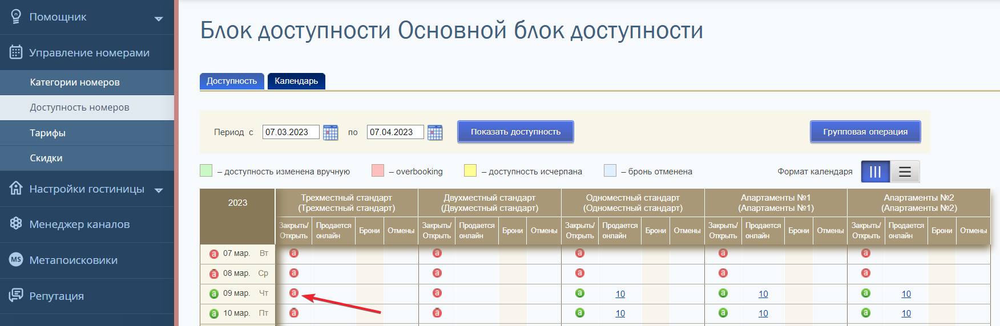 Помощник
Управление номерами
Категории номеров
Доступность номеров
Тарифы
Скидки
Настройки гостиницы
Менеджер каналов
MS Метапоисковики
Репутация
Блок доступности Основной блок доступности
Доступность Календарь
Период с 07.03.2023 по 07.04.2023 Показать доступность Групповая операция
– доступность изменена вручную – overbooking – доступность исчерпана – бронь отменена Формат календаря
2023 Трехместный стандарт Двухместный стандарт Одноместный стандарт Апартаменты №1 Апартаменты №2
(Трехместный стандарт) (Двухместный стандарт) (Одноместный стандарт) (Апартаменты №1) (Апартаменты №2)
Закрыть/ Продается Брони Отмены Закрыть/ Продается Брони Отмены Закрыть/ Продается Брони Отмены Закрыть/ Продается Брони Отмены Закрыть/ Продается Брони Отмены
Открыть онлайн Открыть онлайн Открыть онлайн Открыть онлайн Открыть онлайн
a 07 мар. Вт a a a a a
a 08 мар. Ср a a a a a
a 09 мар. Чт a a a 10 a 10 a 10
a 10 мар. Пт a a a 10 a 10 a 10